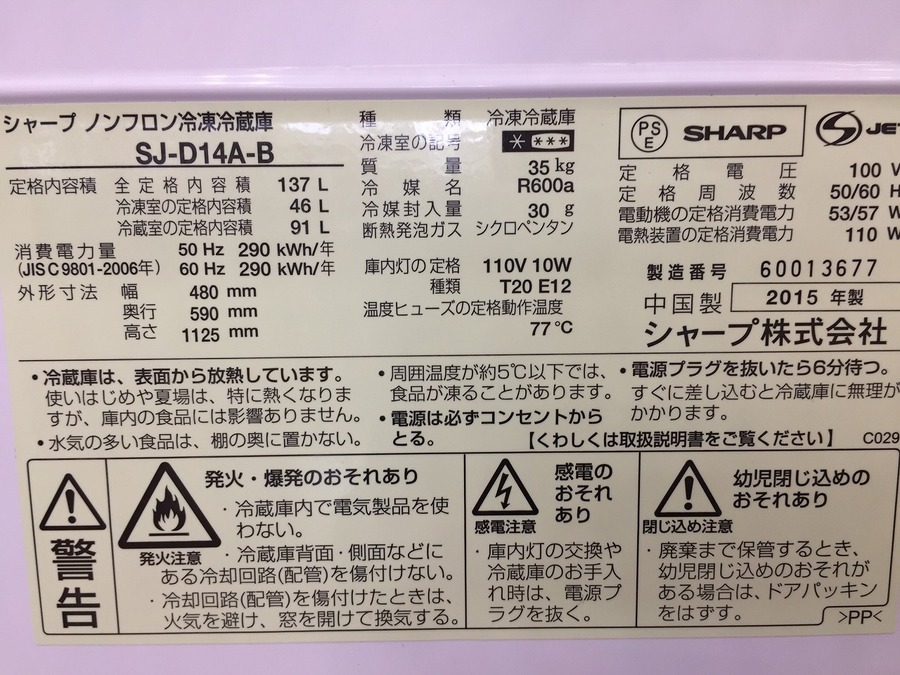 シャープ ノンフロン冷凍冷蔵庫
SJ-D14A-B
定格内容積 全定格内容積 137 L
冷凍室の定格内容積 46 L
冷蔵室の定格内容積 91 L
消費電力量 50 Hz 290 kWh/年
(JIS C 9801-2006年) 60 Hz 290 kWh/年
外形寸法 幅 480 mm
奥行 590 mm
高さ 1125 mm
種類 冷凍冷蔵庫
冷凍室の記号 * ***
質量 35 kg
冷媒名 R600a
冷媒封入量 30 g
断熱発泡ガス シクロペンタン
庫内灯の定格 110V 10W
種類 T20 E12
温度ヒューズの定格動作温度
77℃
PS
E
SHARP
JET
定格電圧 100 V
定格周波数 50/60 H
電動機の定格消費電力 53/57 W
電熱装置の定格消費電力 110 W
製造番号 60013677
中国製 2015 年製
シャープ株式会社
・冷蔵庫は、表面から放熱しています。
使いはじめや夏場は、特に熱くなりま
すが、庫内の食品には影響ありません。
・水気の多い食品は、棚の奥に置かない。
・周囲温度が約5℃以下では、
食品が凍ることがあります。
・電源は必ずコンセントから
とる。
・電源プラグを抜いたら6分待つ。
すぐに差し込むと冷蔵庫に無理が
かかります。
【くわしくは取扱説明書をご覧ください】 C029
警告
発火・爆発のおそれあり
発火注意
・冷蔵庫内で電気製品を使
わない。
・冷蔵庫背面・側面などに
ある冷却回路(配管)を傷付けない。
・冷却回路(配管)を傷付けたときは、
火気を避け、窓を開けて換気する。
感電の
おそれ
あり
感電注意
・庫内灯の交換や
冷蔵庫のお手入
れ時は、電源プ
ラグを抜く。
幼児閉じ込めの
おそれあり
閉じ込め注意
・廃棄まで保管するとき、
幼児閉じ込めのおそれが
ある場合は、ドアパッキン
をはずす。
>PP<